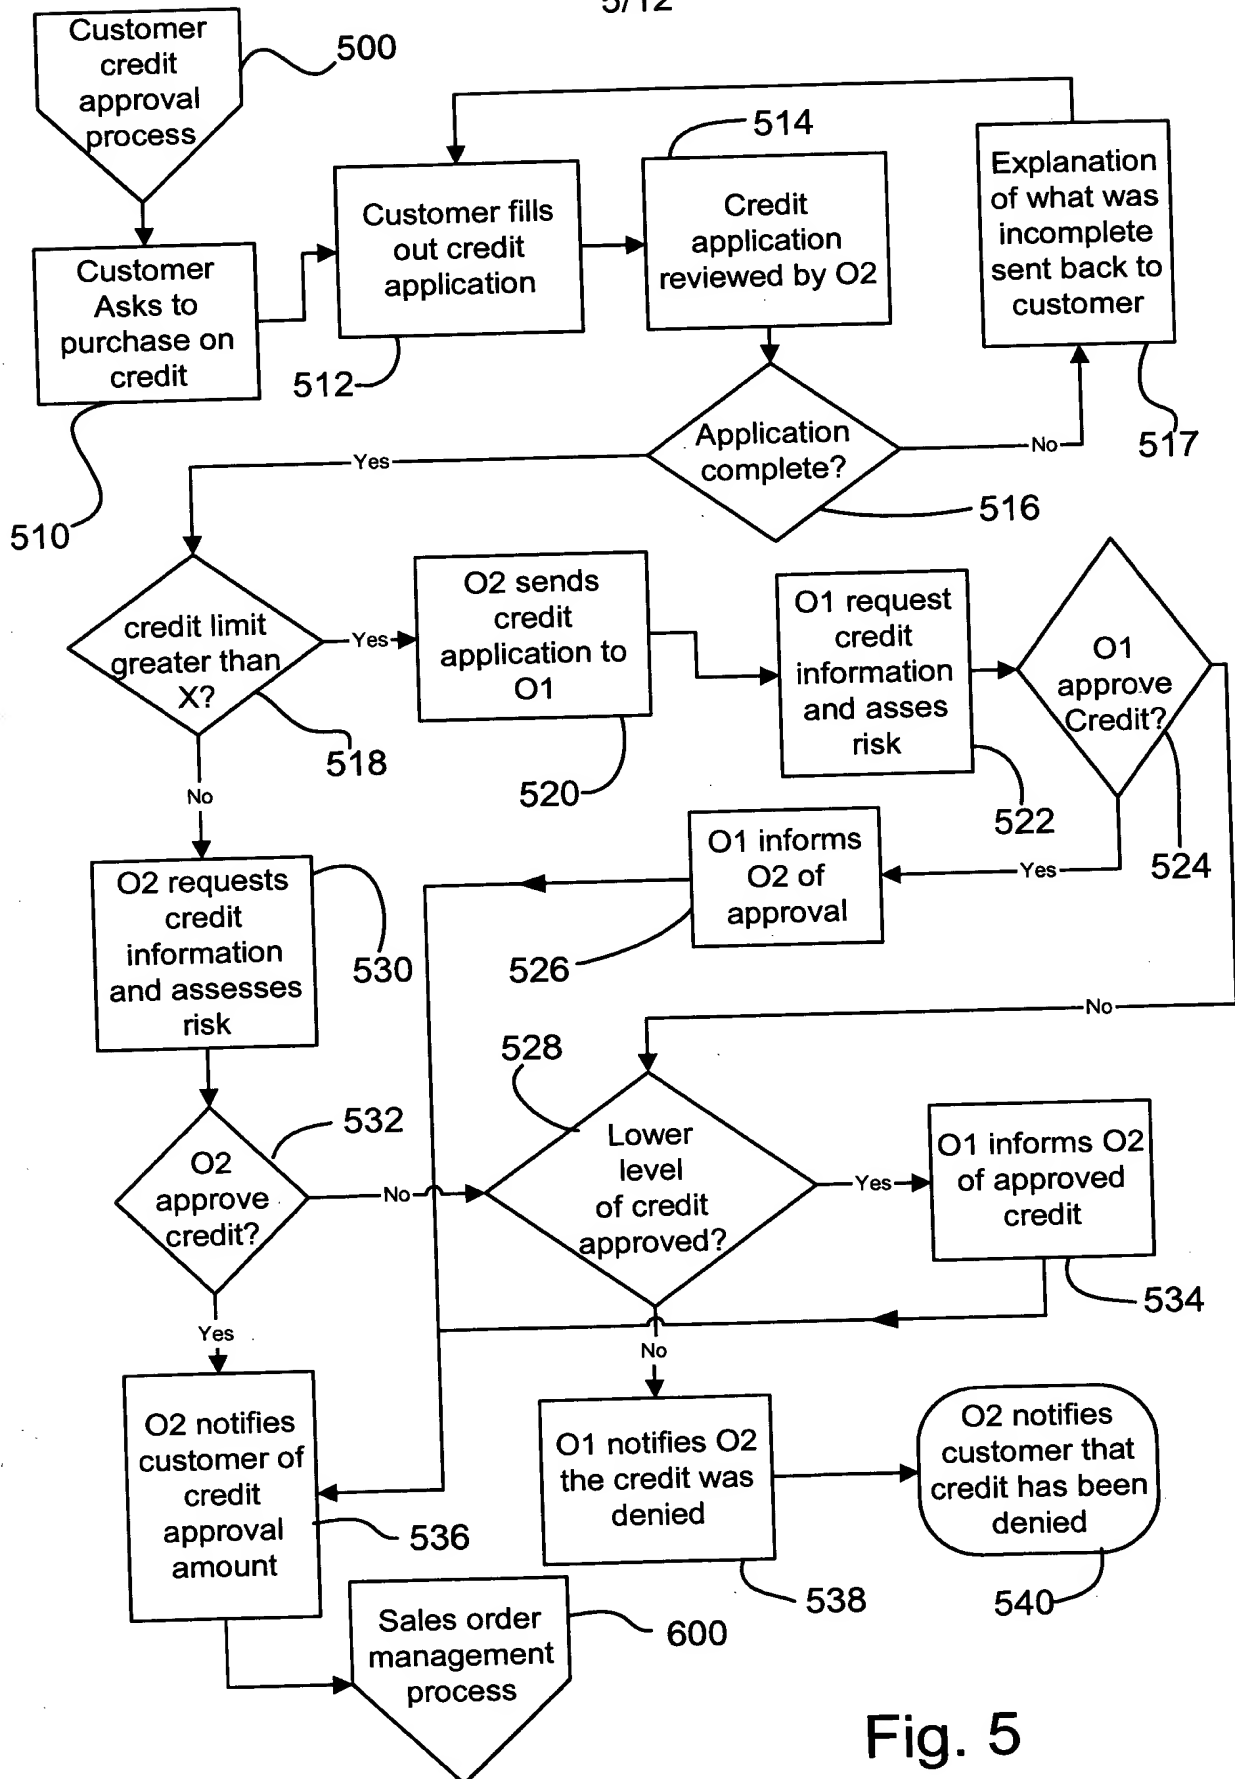 5/12
Customer
credit
approval
process
500
514
Explanation
of what was
incomplete
sent back to
customer
Customer fills
out credit
application
Credit
application
reviewed by O2
Customer
Asks to
purchase on
credit
512
517
Application
complete?
Yes
No
510
516
credit limit
greater than
X?
Yes
O2 sends
credit
application to
O1
O1 request
credit
information
and asses
risk
O1
approve
Credit?
518
520
522
524
No
O1 informs
O2 of
approval
Yes
O2 requests
credit
information
and assesses
risk
530
526
No
528
532
Lower
level
of credit
approved?
O1 informs O2
of approved
credit
O2
approve
credit?
No
Yes
534
Yes
No
O2 notifies
customer of
credit
approval
amount
O1 notifies O2
the credit was
denied
O2 notifies
customer that
credit has been
denied
536
538
540
Sales order
management
process
600
Fig. 5